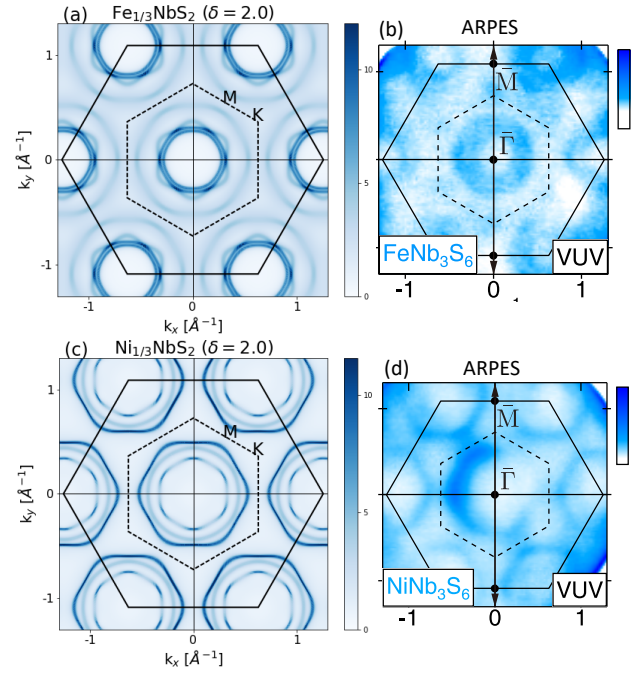 (a)
Fe1/3NbS2 (δ = 2.0)
1
0
-1
ky [Å⁻¹]
M
K
-1
0
1
kx [Å⁻¹]
10
5
0
(b)
ARPES
M̄
Γ̄
FeNb3S6
VUV
-1
0
1
(c)
Ni1/3NbS2 (δ = 2.0)
1
0
-1
ky [Å⁻¹]
M
K
-1
0
1
kx [Å⁻¹]
10
5
0
(d)
ARPES
M̄
Γ̄
NiNb3S6
VUV
-1
0
1